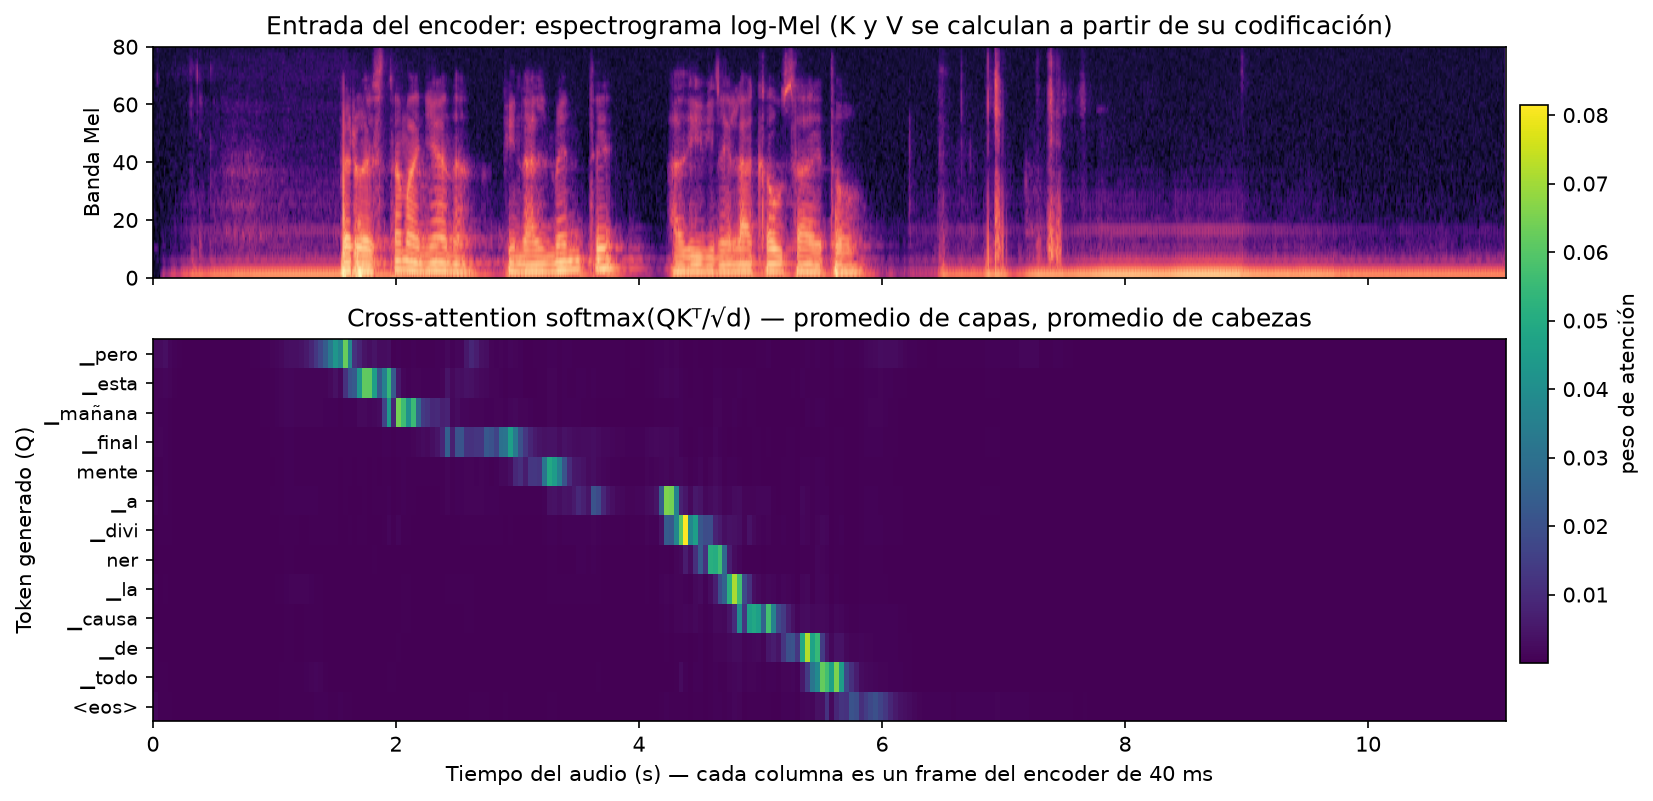 Entrada del encoder: espectrograma log-Mel (K y V se calculan a partir de su codificación)
80
60
40
20
0
Banda Mel
Cross-attention softmax(QKᵀ/√d) — promedio de capas, promedio de cabezas
Token generado (Q)
▁pero
▁esta
▁mañana
▁final
mente
▁a
▁divi
ner
▁la
▁causa
▁de
▁todo
<eos>
0 2 4 6 8 10
Tiempo del audio (s) — cada columna es un frame del encoder de 40 ms
0.08
0.07
0.06
0.05
0.04
0.03
0.02
0.01
peso de atención